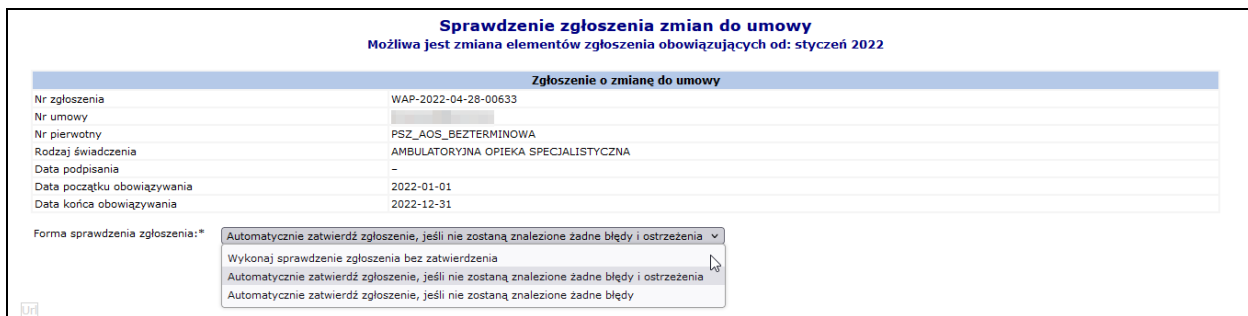 Sprawdzenie zgłoszenia zmian do umowy
Możliwa jest zmiana elementów zgłoszenia obowiązujących od: styczeń 2022
Zgłoszenie o zmianę do umowy
Nr zgłoszenia WAP-2022-04-28-00633
Nr umowy
Nr pierwotny PSZ_AOS_BEZTERMINOWA
Rodzaj świadczenia AMBULATORYJNA OPIEKA SPECJALISTYCZNA
Data podpisania –
Data początku obowiązywania 2022-01-01
Data końca obowiązywania 2022-12-31
Forma sprawdzenia zgłoszenia:* Automatycznie zatwierdź zgłoszenie, jeśli nie zostaną znalezione żadne błędy i ostrzeżenia
Wykonaj sprawdzenie zgłoszenia bez zatwierdzenia
Automatycznie zatwierdź zgłoszenie, jeśli nie zostaną znalezione żadne błędy i ostrzeżenia
Automatycznie zatwierdź zgłoszenie, jeśli nie zostaną znalezione żadne błędy
Url